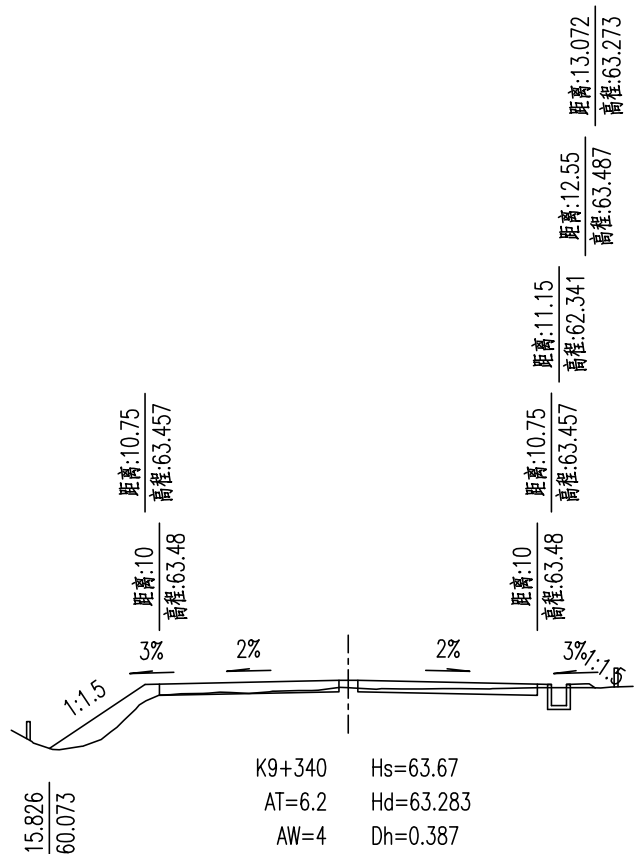 距离:13.072
高程:63.273
距离:12.55
高程:63.487
距离:11.15
高程:62.341
距离:10.75
高程:63.457
距离:10.75
高程:63.457
距离:10
高程:63.48
距离:10
高程:63.48
3%
2%
2%
3%
1:1.5
1:1.5
K9+340
Hs=63.67
AT=6.2
Hd=63.283
AW=4
Dh=0.387
15.826
60.073